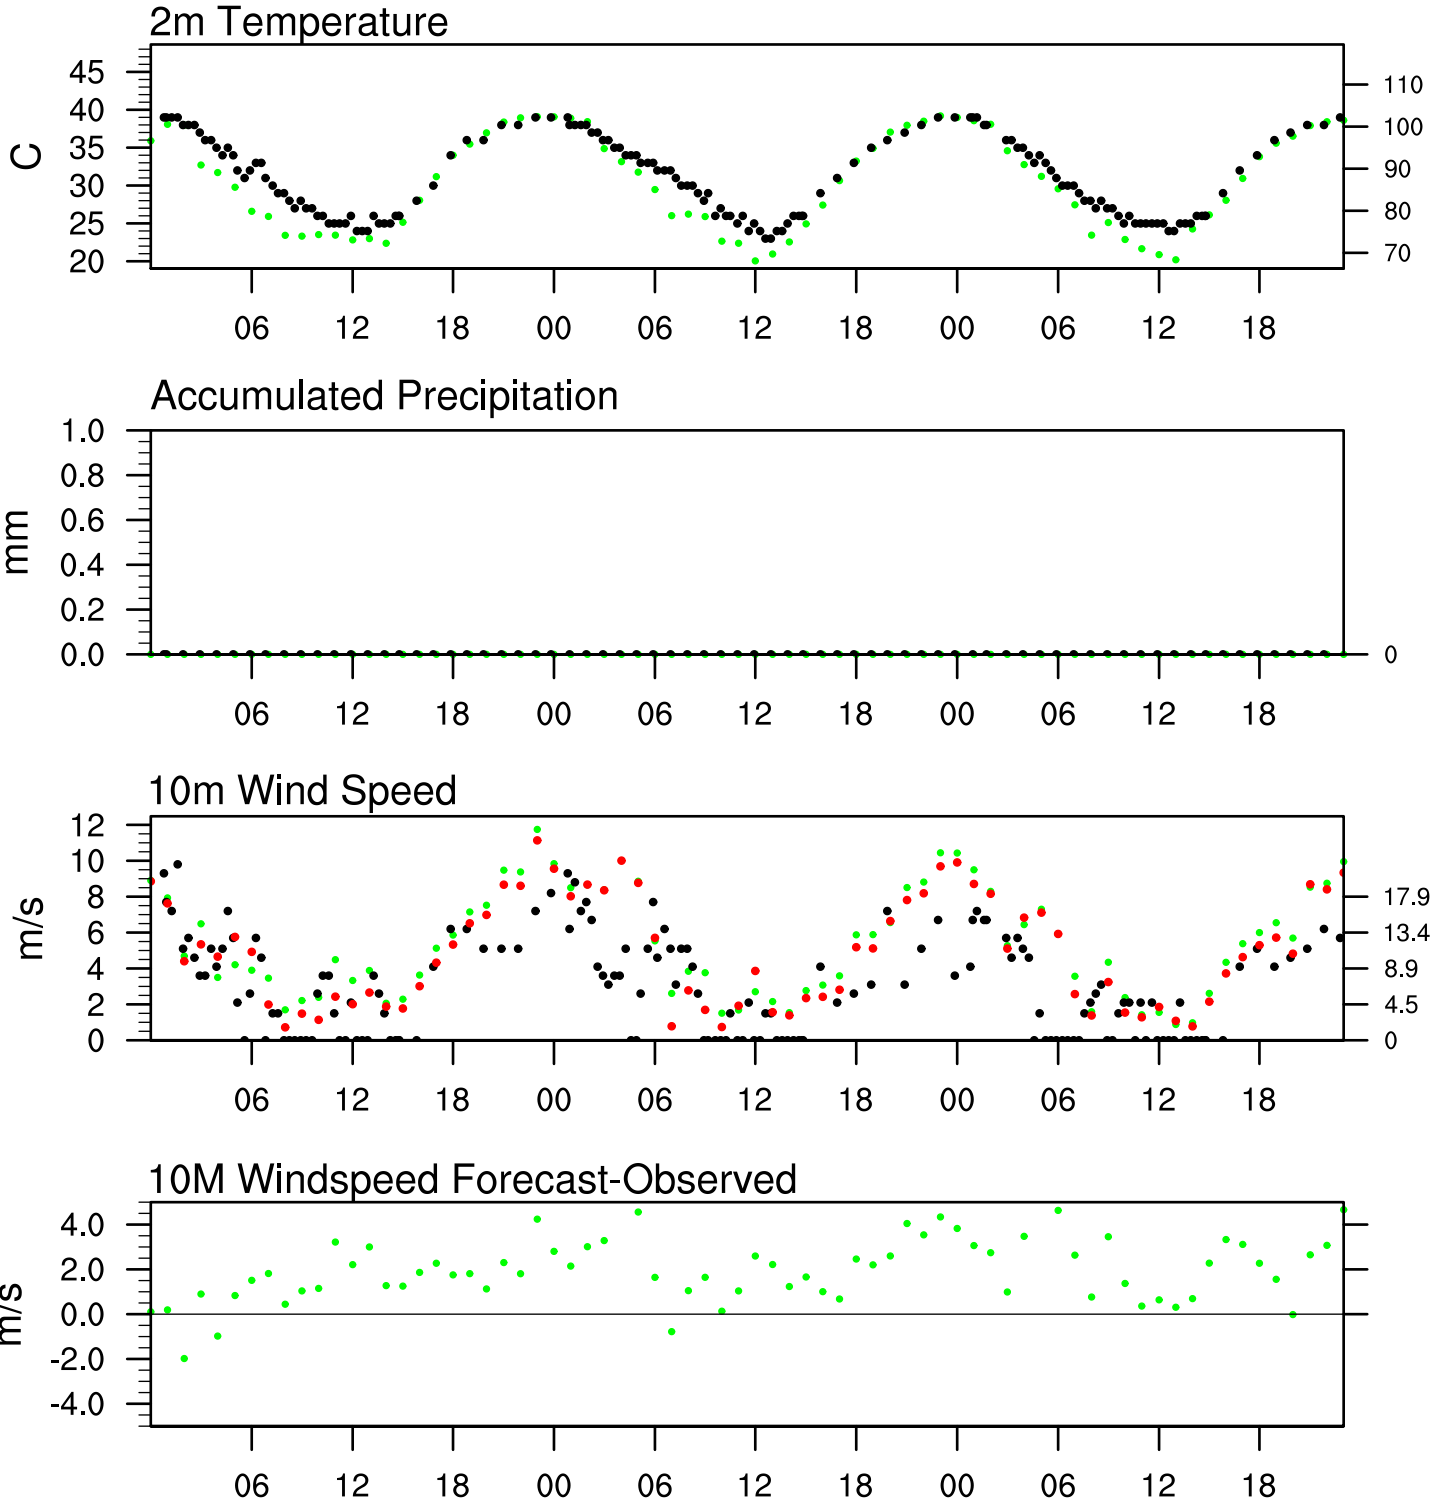 2m Temperature
45
40
35
30
25
20
C
110
100
90
80
70
06 12 18 00 06 12 18 00 06 12 18
Accumulated Precipitation
1.0
0.8
0.6
0.4
0.2
0.0
mm
0
06 12 18 00 06 12 18 00 06 12 18
10m Wind Speed
12
10
8
6
4
2
0
m/s
17.9
13.4
8.9
4.5
0
06 12 18 00 06 12 18 00 06 12 18
10M Windspeed Forecast-Observed
4.0
2.0
0.0
-2.0
-4.0
m/s
06 12 18 00 06 12 18 00 06 12 18